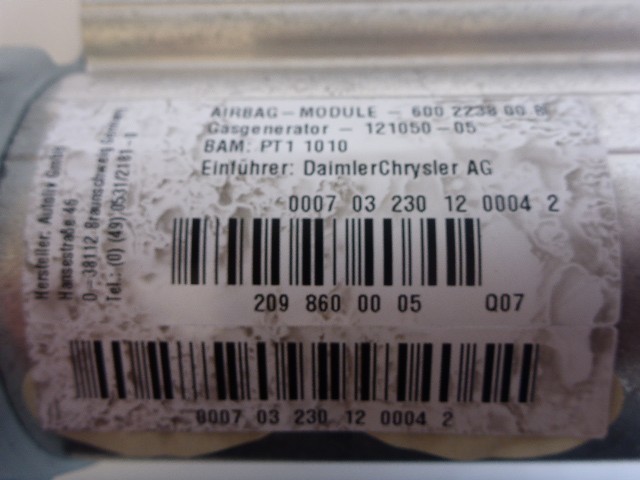 AIRBAG-MODULE - 600 2238 00
Gasgenerator - 121050-05
BAM: PT1 1010
Einführer: DaimlerChrysler AG
0007 03 230 12 0004 2
209 860 00 05 Q07
0007 03 230 12 0004 2
Hersteller: Autoliv GmbH
Hansestraße 46
D-38112 Braunschweig Germany
Tel.: (0) (49) 0531/2181-0